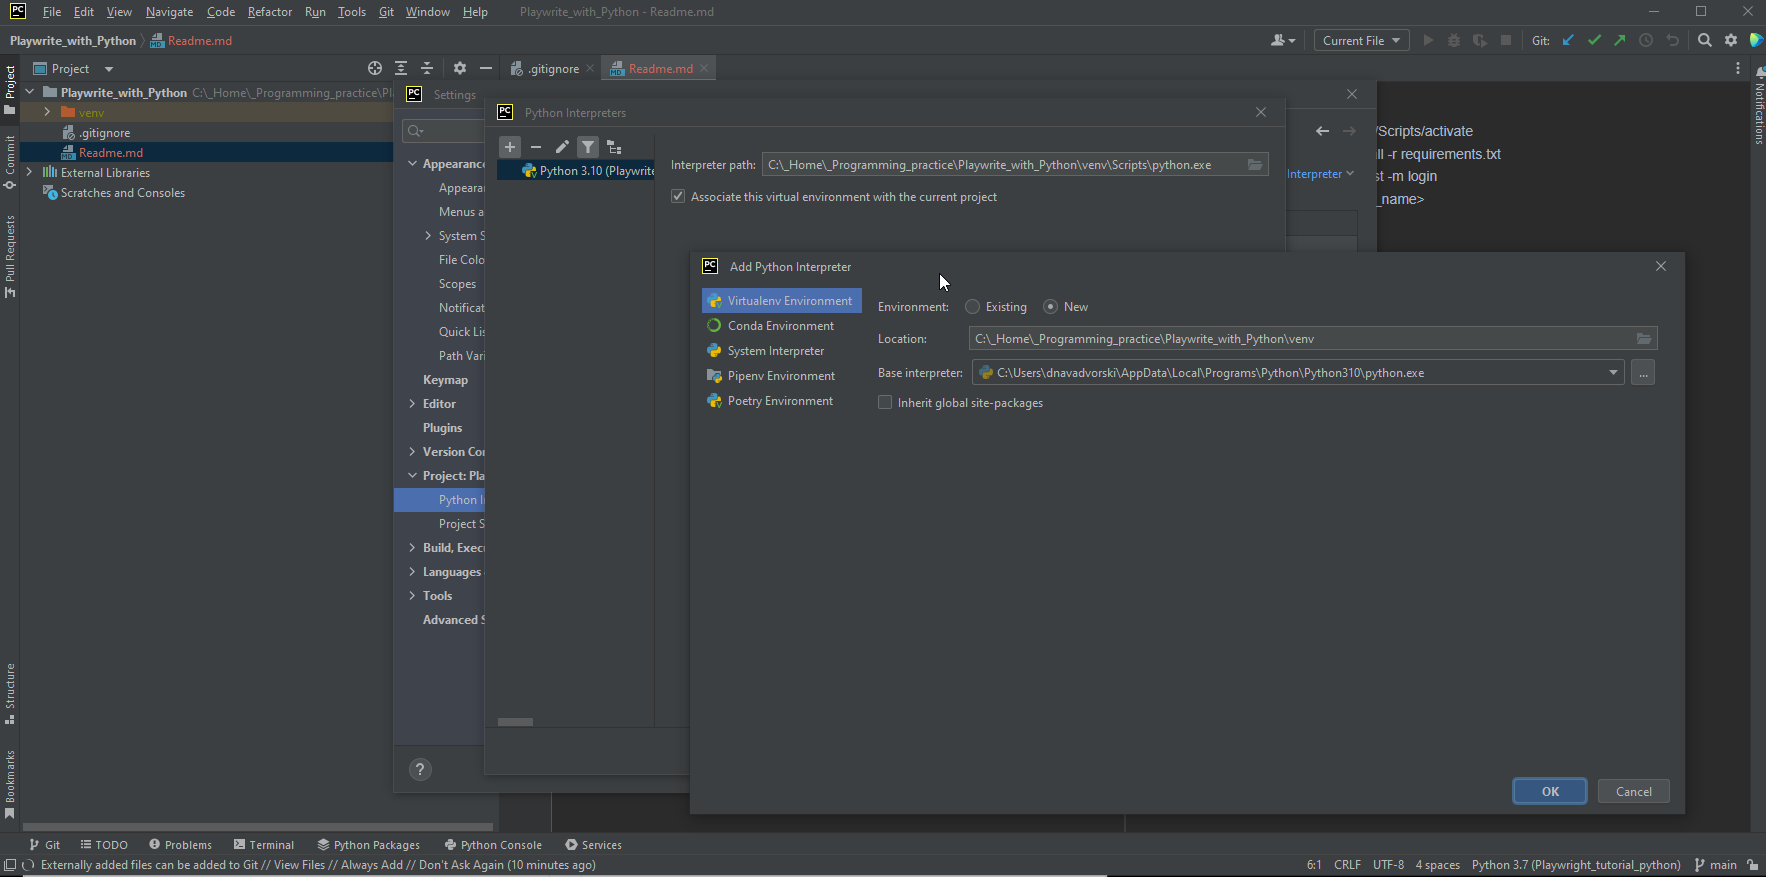 PC File Edit View Navigate Code Refactor Run Tools Git Window Help Playwrite_with_Python - Readme.md
Playwrite_with_Python Readme.md Current File Git:
Project .gitignore Readme.md
Playwrite_with_Python C:\_Home\_Programming_practice\Pl
venv
.gitignore
Readme.md
External Libraries
Scratches and Consoles
Project
Commit
Pull Requests
Structure
Bookmarks
Notifications
/Scripts/activate
ll -r requirements.txt
st -m login
_name>
PC Settings
Appearanc
Appeara
Menus a
System S
File Colo
Scopes
Notificat
Quick Lis
Path Vari
Keymap
Editor
Plugins
Version Cor
Project: Pla
Python I
Project S
Build, Exec
Languages
Tools
Advanced S
?
Interpreter
PC Python Interpreters
Python 3.10 (Playwrite
Interpreter path: C:\_Home\_Programming_practice\Playwrite_with_Python\venv\Scripts\python.exe
Associate this virtual environment with the current project
PC Add Python Interpreter
Virtualenv Environment
Conda Environment
System Interpreter
Pipenv Environment
Poetry Environment
Environment: Existing New
Location: C:\_Home\_Programming_practice\Playwrite_with_Python\venv
Base interpreter: C:\Users\dnavadvorski\AppData\Local\Programs\Python\Python310\python.exe ...
Inherit global site-packages
OK Cancel
Git TODO Problems Terminal Python Packages Python Console Services
Externally added files can be added to Git // View Files // Always Add // Don't Ask Again (10 minutes ago) 6:1 CRLF UTF-8 4 spaces Python 3.7 (Playwright_tutorial_python) main